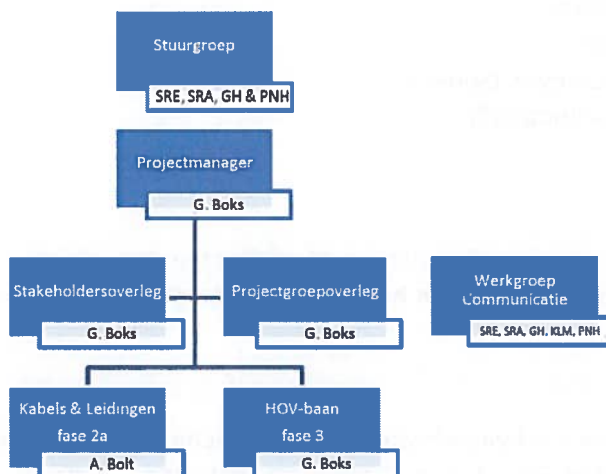 Stuurgroep
SRE, SRA, GH & PNH
Projectmanager
G. Boks
Stakeholdersoverleg
G. Boks
Projectgroepoverleg
G. Boks
Werkgroep
Communicatie
SRE, SRA, GH. KLM, PNH
Kabels & Leidingen
fase 2a
A. Bolt
HOV-baan
fase 3
G. Boks